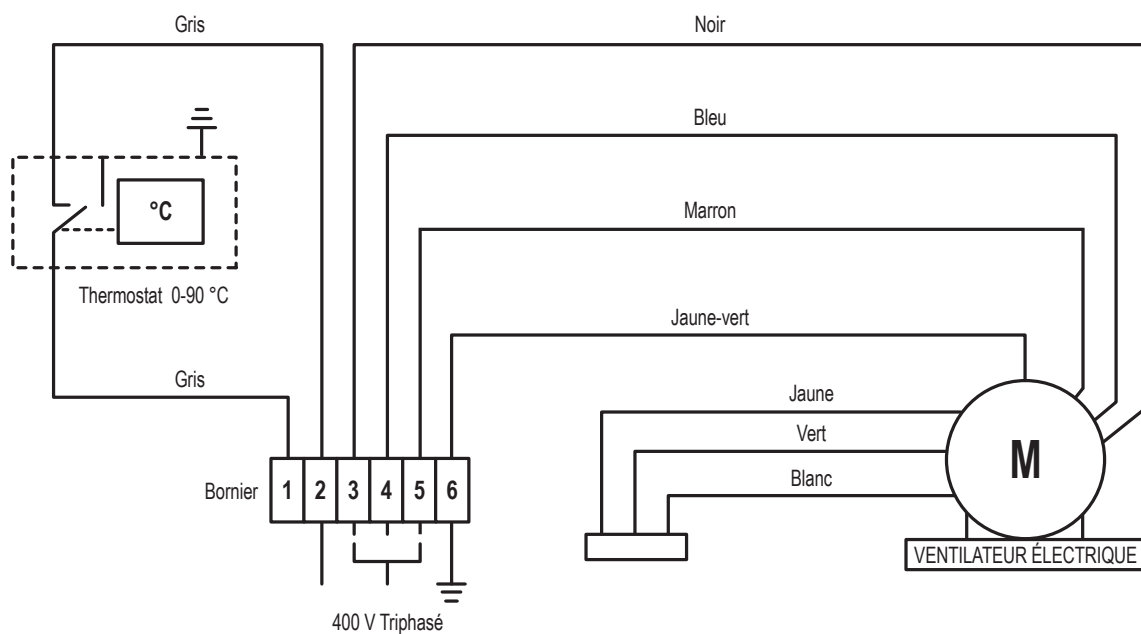 Gris
Noir
Bleu
°C
Marron
Thermostat 0-90 °C
Jaune-vert
Gris
Jaune
Vert
Blanc
M
Bornier 1 2 3 4 5 6
VENTILATEUR ÉLECTRIQUE
400 V Triphasé